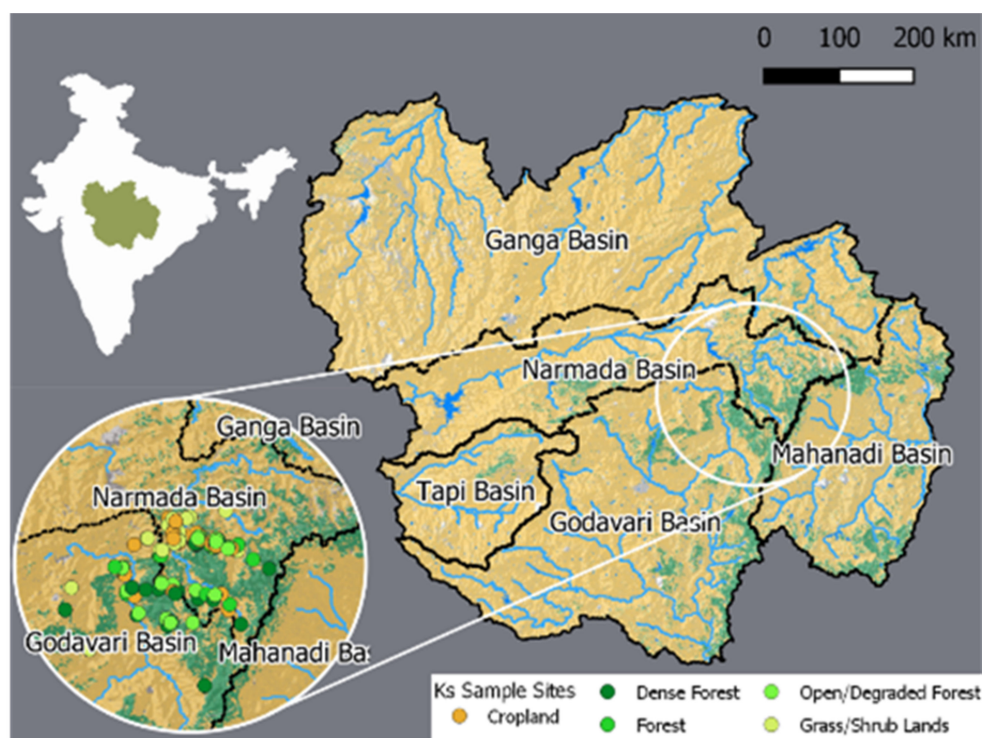 0 100 200 km
Ganga Basin
Narmada Basin
Mahanadi Basin
Tapi Basin
Godavari Basin
Ganga Basin
Narmada Basin
Godavari Basin
Mahanadi Ba
Ks Sample Sites
Cropland
Dense Forest
Forest
Open/Degraded Forest
Grass/Shrub Lands